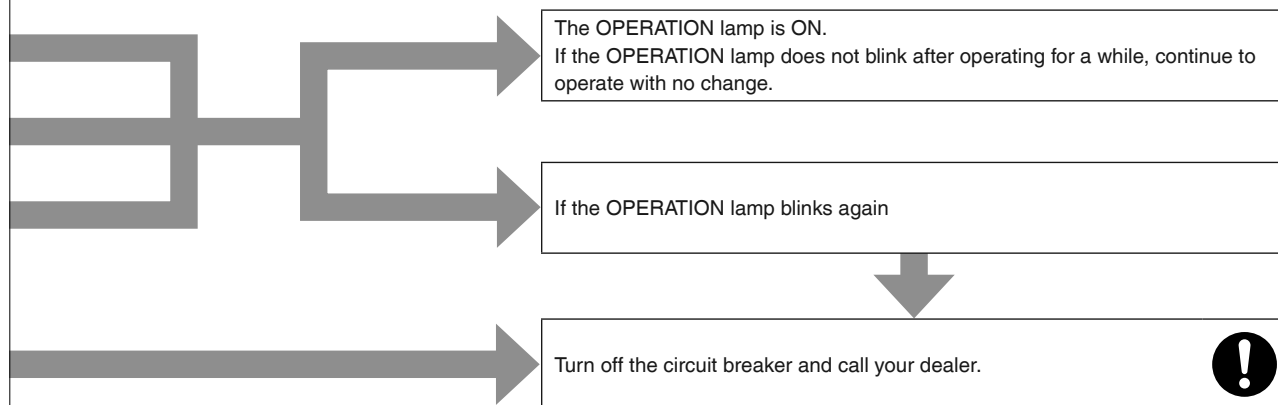 The OPERATION lamp is ON.
If the OPERATION lamp does not blink after operating for a while, continue to
operate with no change.
If the OPERATION lamp blinks again
Turn off the circuit breaker and call your dealer.